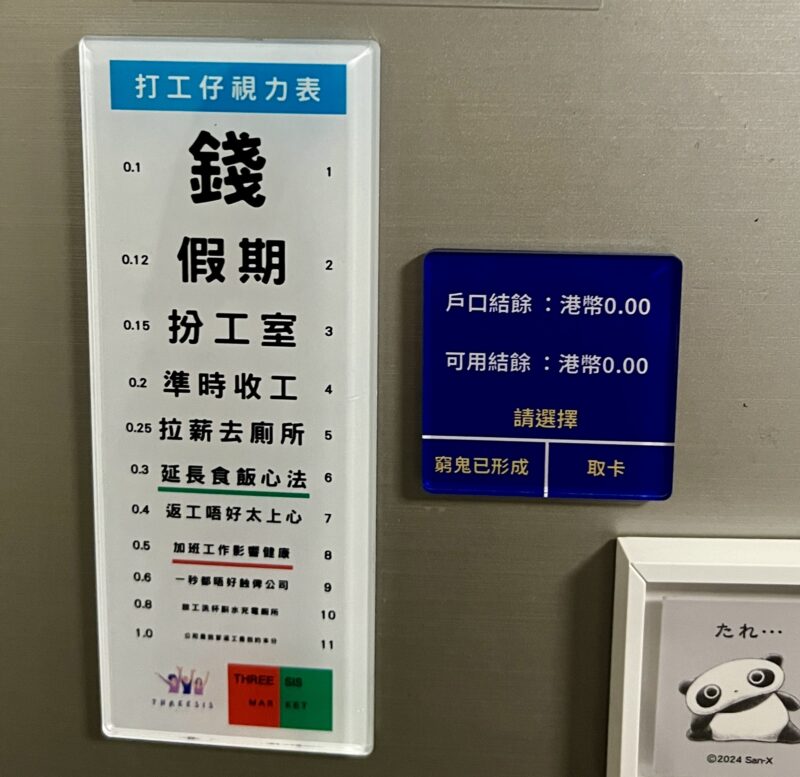 打工仔視力表
0.1 錢 1
0.12 假期 2
0.15 扮工室 3
0.2 準時收工 4
0.25 拉薪去廁所 5
0.3 延長食飯心法 6
0.4 返工唔好太上心 7
0.5 加班工作影響健康 8
0.6 一秒都唔好蝕俾公司 9
0.8 10
1.0 11
THREESIS
THREE SIS
MAR KET
戶口結餘 ：港幣0.00
可用結餘 ：港幣0.00
請選擇
窮鬼已形成 取卡
たれ…
©2024 San-X